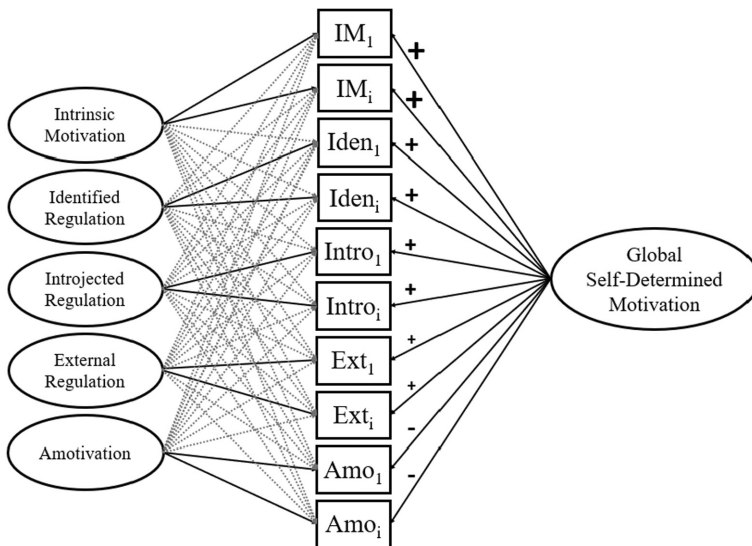 Intrinsic
Motivation
Identified
Regulation
Introjected
Regulation
External
Regulation
Amotivation
IM₁
IMᵢ
Iden₁
Idenᵢ
Intro₁
Introᵢ
Ext₁
Extᵢ
Amo₁
Amoᵢ
+
+
+
+
+
+
+
+
-
-
Global
Self-Determined
Motivation